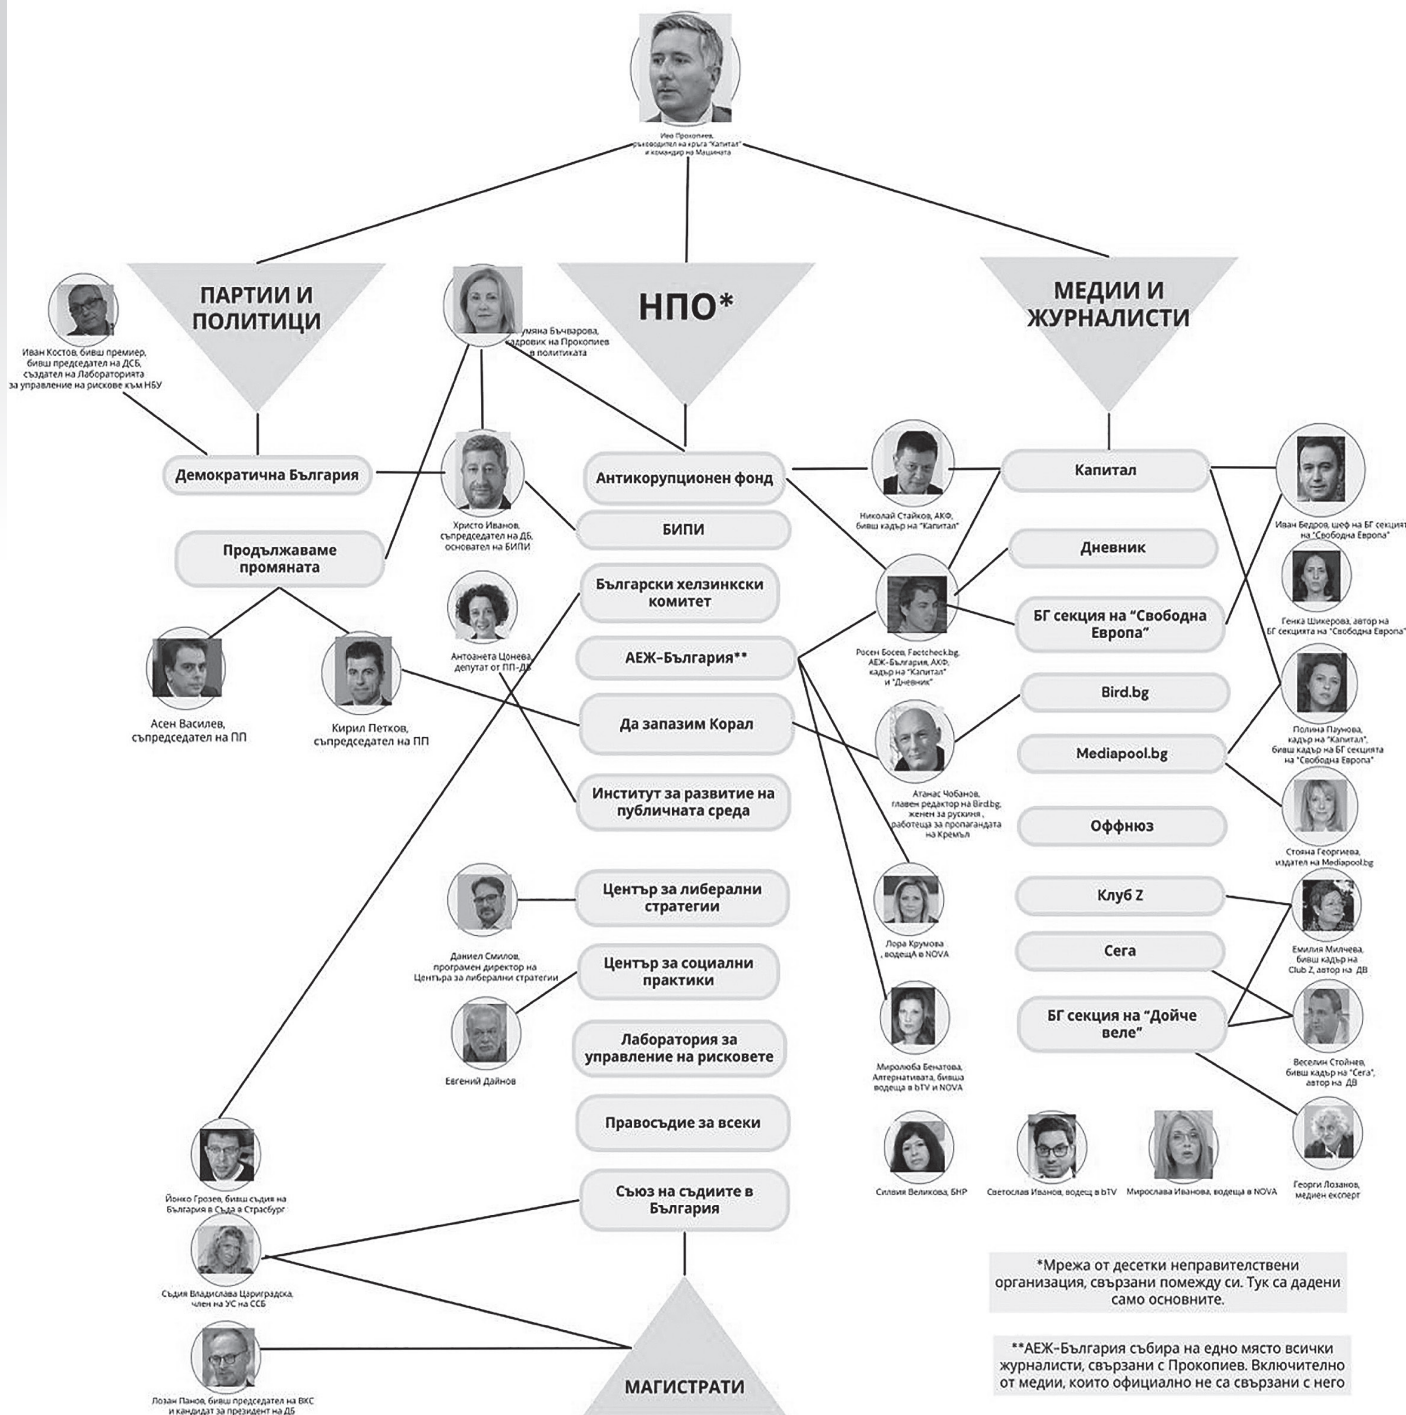 Иво Прокопиев,
ръководител на кръга "Капитал"
и командир на Машината
ПАРТИИ И
ПОЛИТИЦИ
НПО*
МЕДИИ И
ЖУРНАЛИСТИ
Иван Костов, бивш премиер,
бивш председател на ДСБ,
създател на Лабораторията
за управление на рискове към НБУ
умяна Бъчварова,
кадровик на Прокопиев
в политиката
Демократична България
Христо Иванов,
съпредседател на ДБ,
основател на БИПИ
Продължаваме
промяната
Асен Василев,
съпредседател на ПП
Кирил Петков,
съпредседател на ПП
Антоанета Цонева,
депутат от ПП-ДБ
Антикорупционен фонд
БИПИ
Български хелзинкски
комитет
АЕЖ–България**
Да запазим Корал
Институт за развитие на
публичната среда
Център за либерални
стратегии
Център за социални
практики
Лаборатория за
управление на рисковете
Правосъдие за всеки
Съюз на съдиите в
България
Даниел Смилов,
програмен директор на
Центъра за либерални стратегии
Евгений Дайнов
Йонко Грозев, бивш съдия на
България в Съда в Страсбург
Съдия Владислава Цариградска,
член на УС на ССБ
Лозан Панов, бивш председател на ВКС
и кандидат за президент на ДБ
МАГИСТРАТИ
Николай Стайков, АКФ,
бивш кадър на "Капитал"
Росен Босев, Factcheck.bg,
АЕЖ-България, АКФ,
кадър на "Капитал"
и "Дневник"
Атанас Чобанов,
главен редактор на Bird.bg,
женен за рускиня ,
работеща за пропагандата
на Кремъл
Лора Крумова
, водещА в NOVA
Миролюба Бенатова,
Алтернативата, бивша
водеща в bTV и NOVA
Силвия Великова, БНР
Светослав Иванов, водещ в bTV
Мирослава Иванова, водеща в NOVA
Капитал
Дневник
БГ секция на "Свободна
Европа"
Bird.bg
Mediapool.bg
Оффнюз
Клуб Z
Сега
БГ секция на "Дойче
веле"
Иван Бедров, шеф на БГ секцият
на "Свободна Европа"
Генка Шикерова, автор на
БГ секцията на "Свободна Европа"
Полина Паунова,
кадър на "Капитал",
бивш кадър на БГ секцията
на "Свободна Европа"
Стояна Георгиева,
издател на Mediapool.bg
Емилия Милчева,
бивш кадър на
Club Z, автор на ДВ
Веселин Стойнев,
бивш кадър на "Сега",
автор на ДВ
Георги Лозанов,
медиен експерт
*Мрежа от десетки неправителствени
организация, свързани помежду си. Тук са дадени
само основните.
**АЕЖ–България събира на едно място всички
журналисти, свързани с Прокопиев. Включително
от медии, които официално не са свързани с него